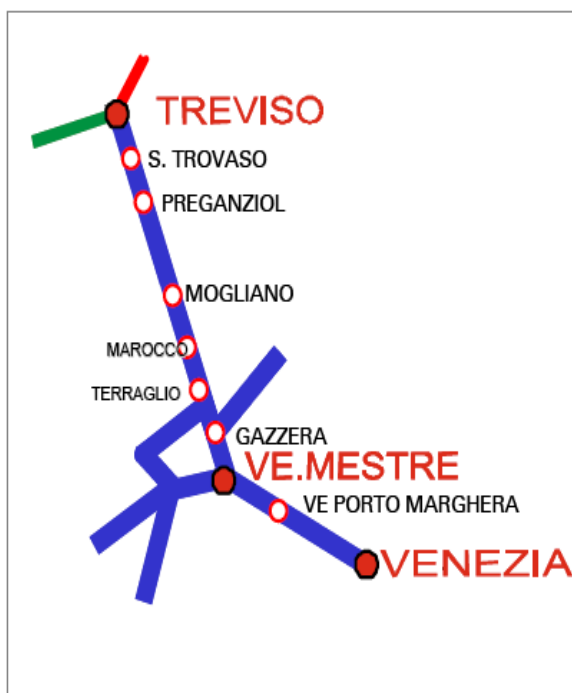 TREVISO
S. TROVASO
PREGANZIOL
MOGLIANO
MAROCCO
TERRAGLIO
GAZZERA
VE.MESTRE
VE PORTO MARGHERA
VENEZIA